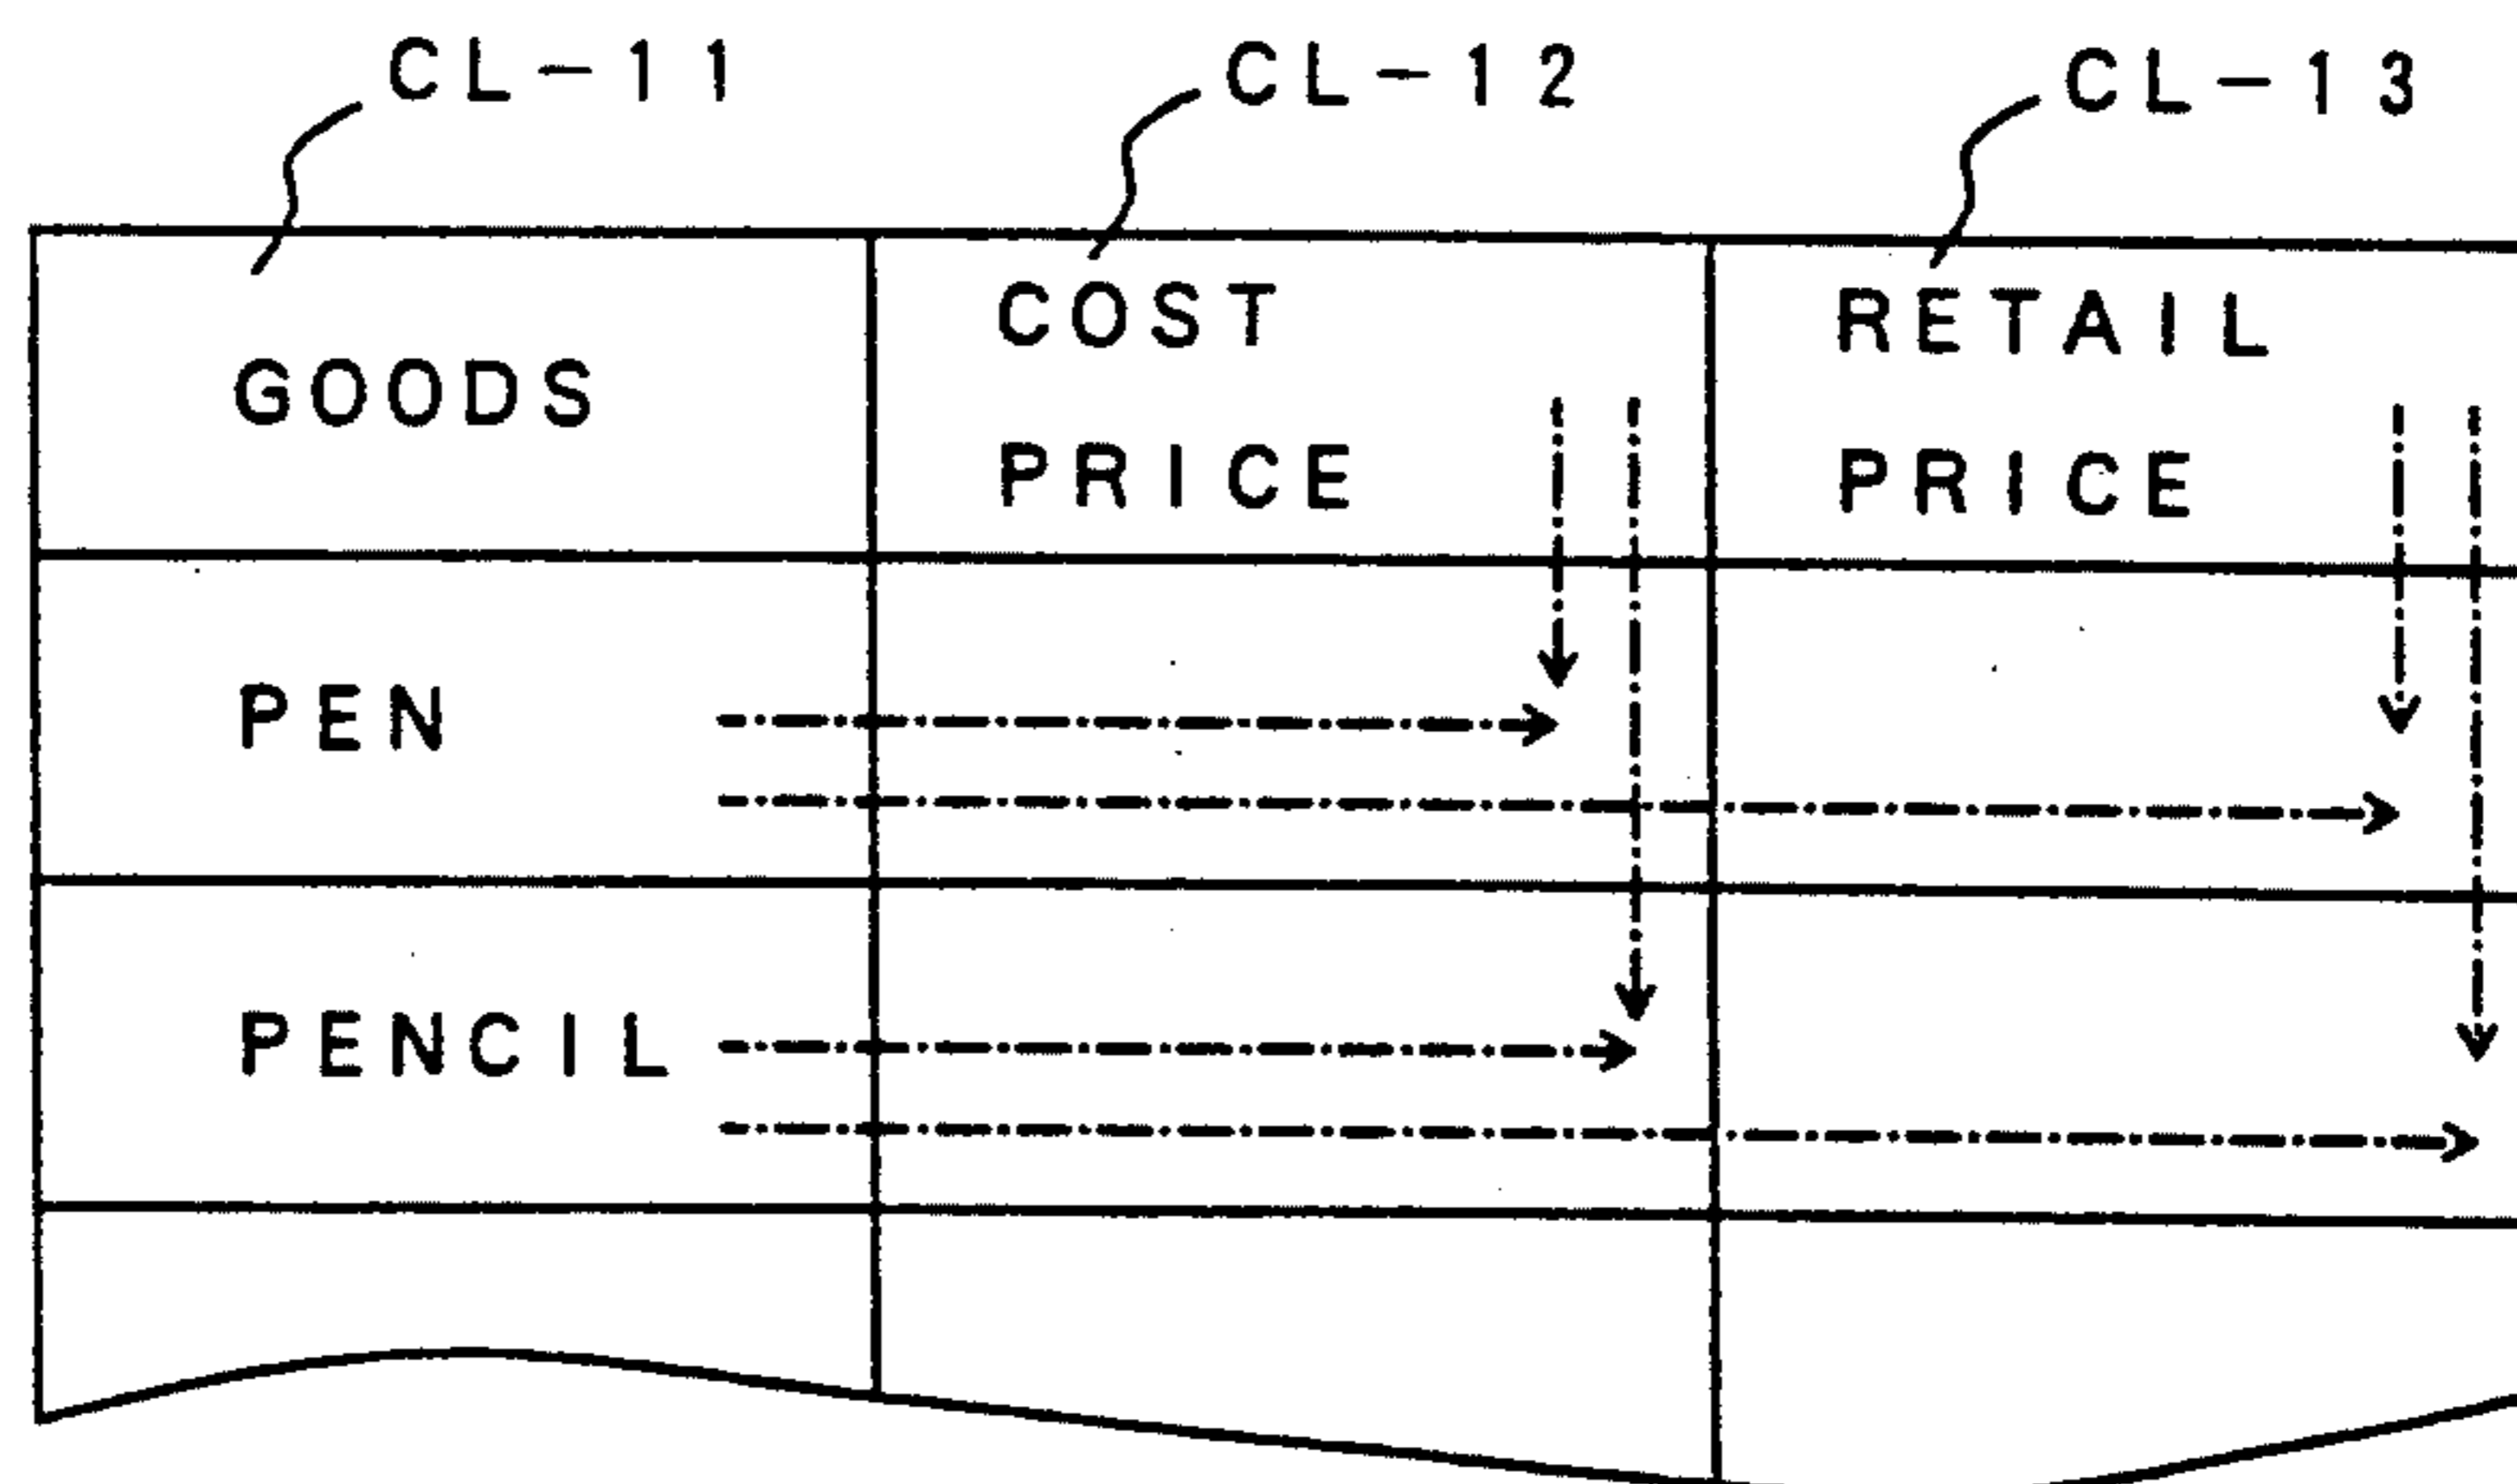 CL-11 CL-12 CL-13
GOODS
COST
PRICE
RETAIL
PRICE
PEN
PENCIL